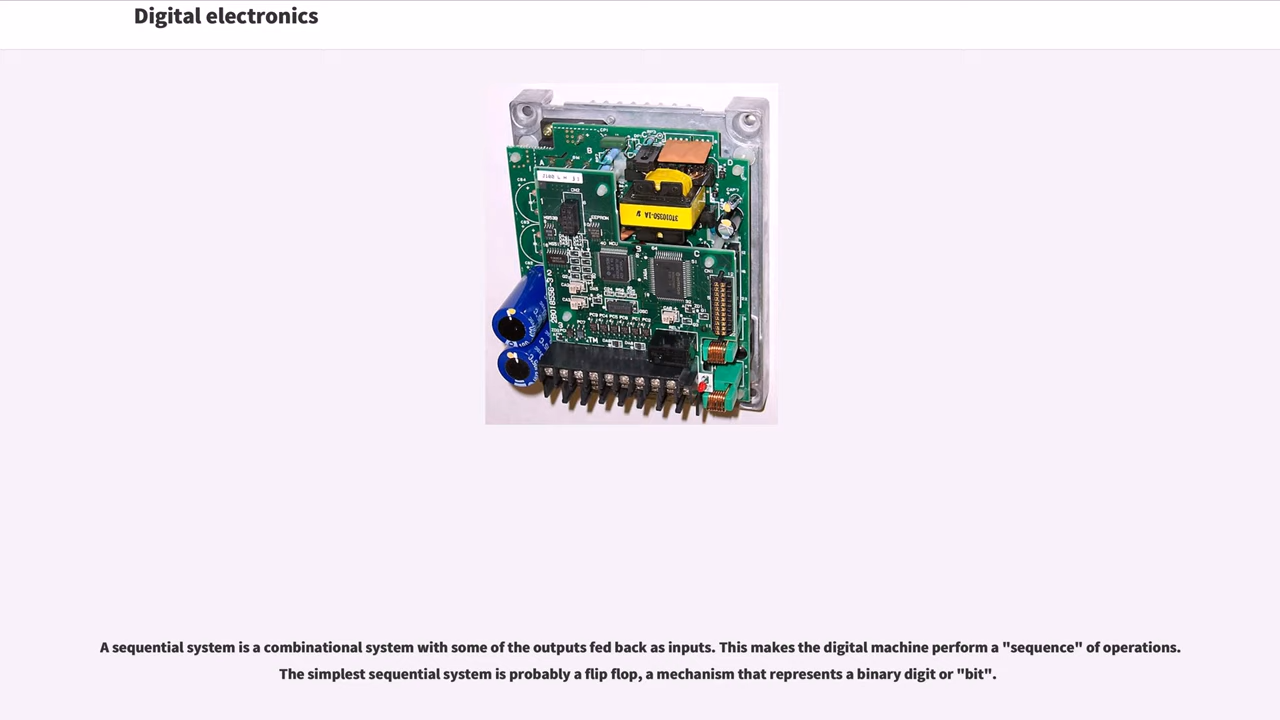 Digital electronics
3T010350-1A
A sequential system is a combinational system with some of the outputs fed back as inputs. This makes the digital machine perform a "sequence" of operations.
The simplest sequential system is probably a flip flop, a mechanism that represents a binary digit or "bit".